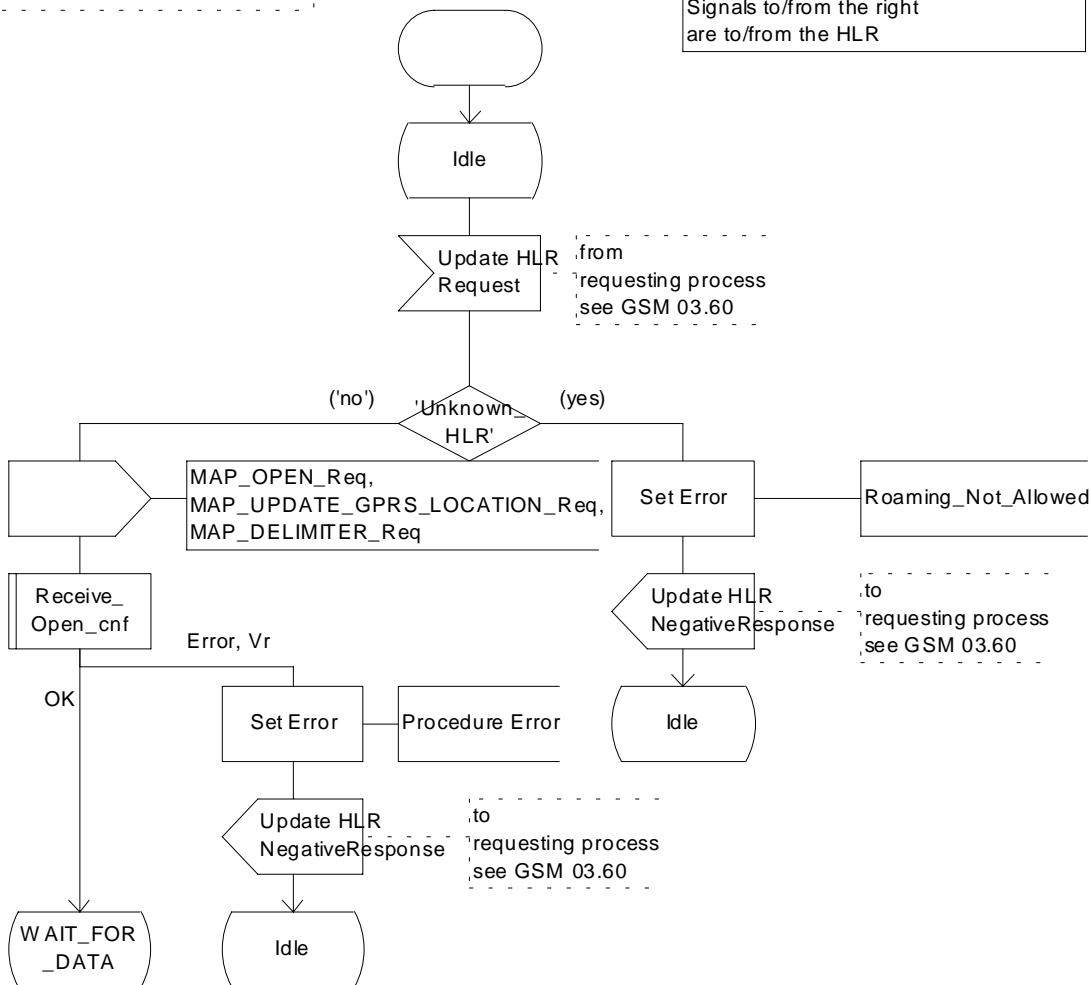 Signals to/from the right
are to/from the HLR
Idle
Update HLR
Request
from
requesting process
see GSM 03.60
('no')
'Unknown_
HLR'
(yes)
MAP_OPEN_Req,
MAP_UPDATE_GPRS_LOCATION_Req,
MAP_DELIMITER_Req
Set Error
Roaming_Not_Allowed
Receive_
Open_cnf
Update HLR
NegativeResponse
to
requesting process
see GSM 03.60
Error, Vr
OK
Set Error
Procedure Error
Idle
Update HLR
NegativeResponse
to
requesting process
see GSM 03.60
WAIT_FOR
_DATA
Idle